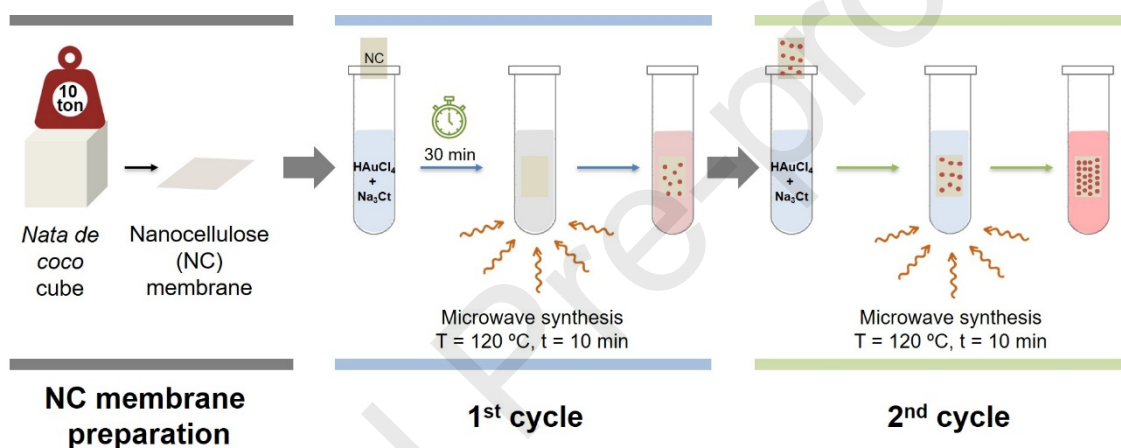 10
ton
Nata de
coco
cube
Nanocellulose
(NC)
membrane
NC membrane
preparation
NC
HAuCl₄
+
Na₃Ct
30 min
Microwave synthesis
T = 120 ºC, t = 10 min
1st cycle
HAuCl₄
+
Na₃Ct
Microwave synthesis
T = 120 ºC, t = 10 min
2nd cycle